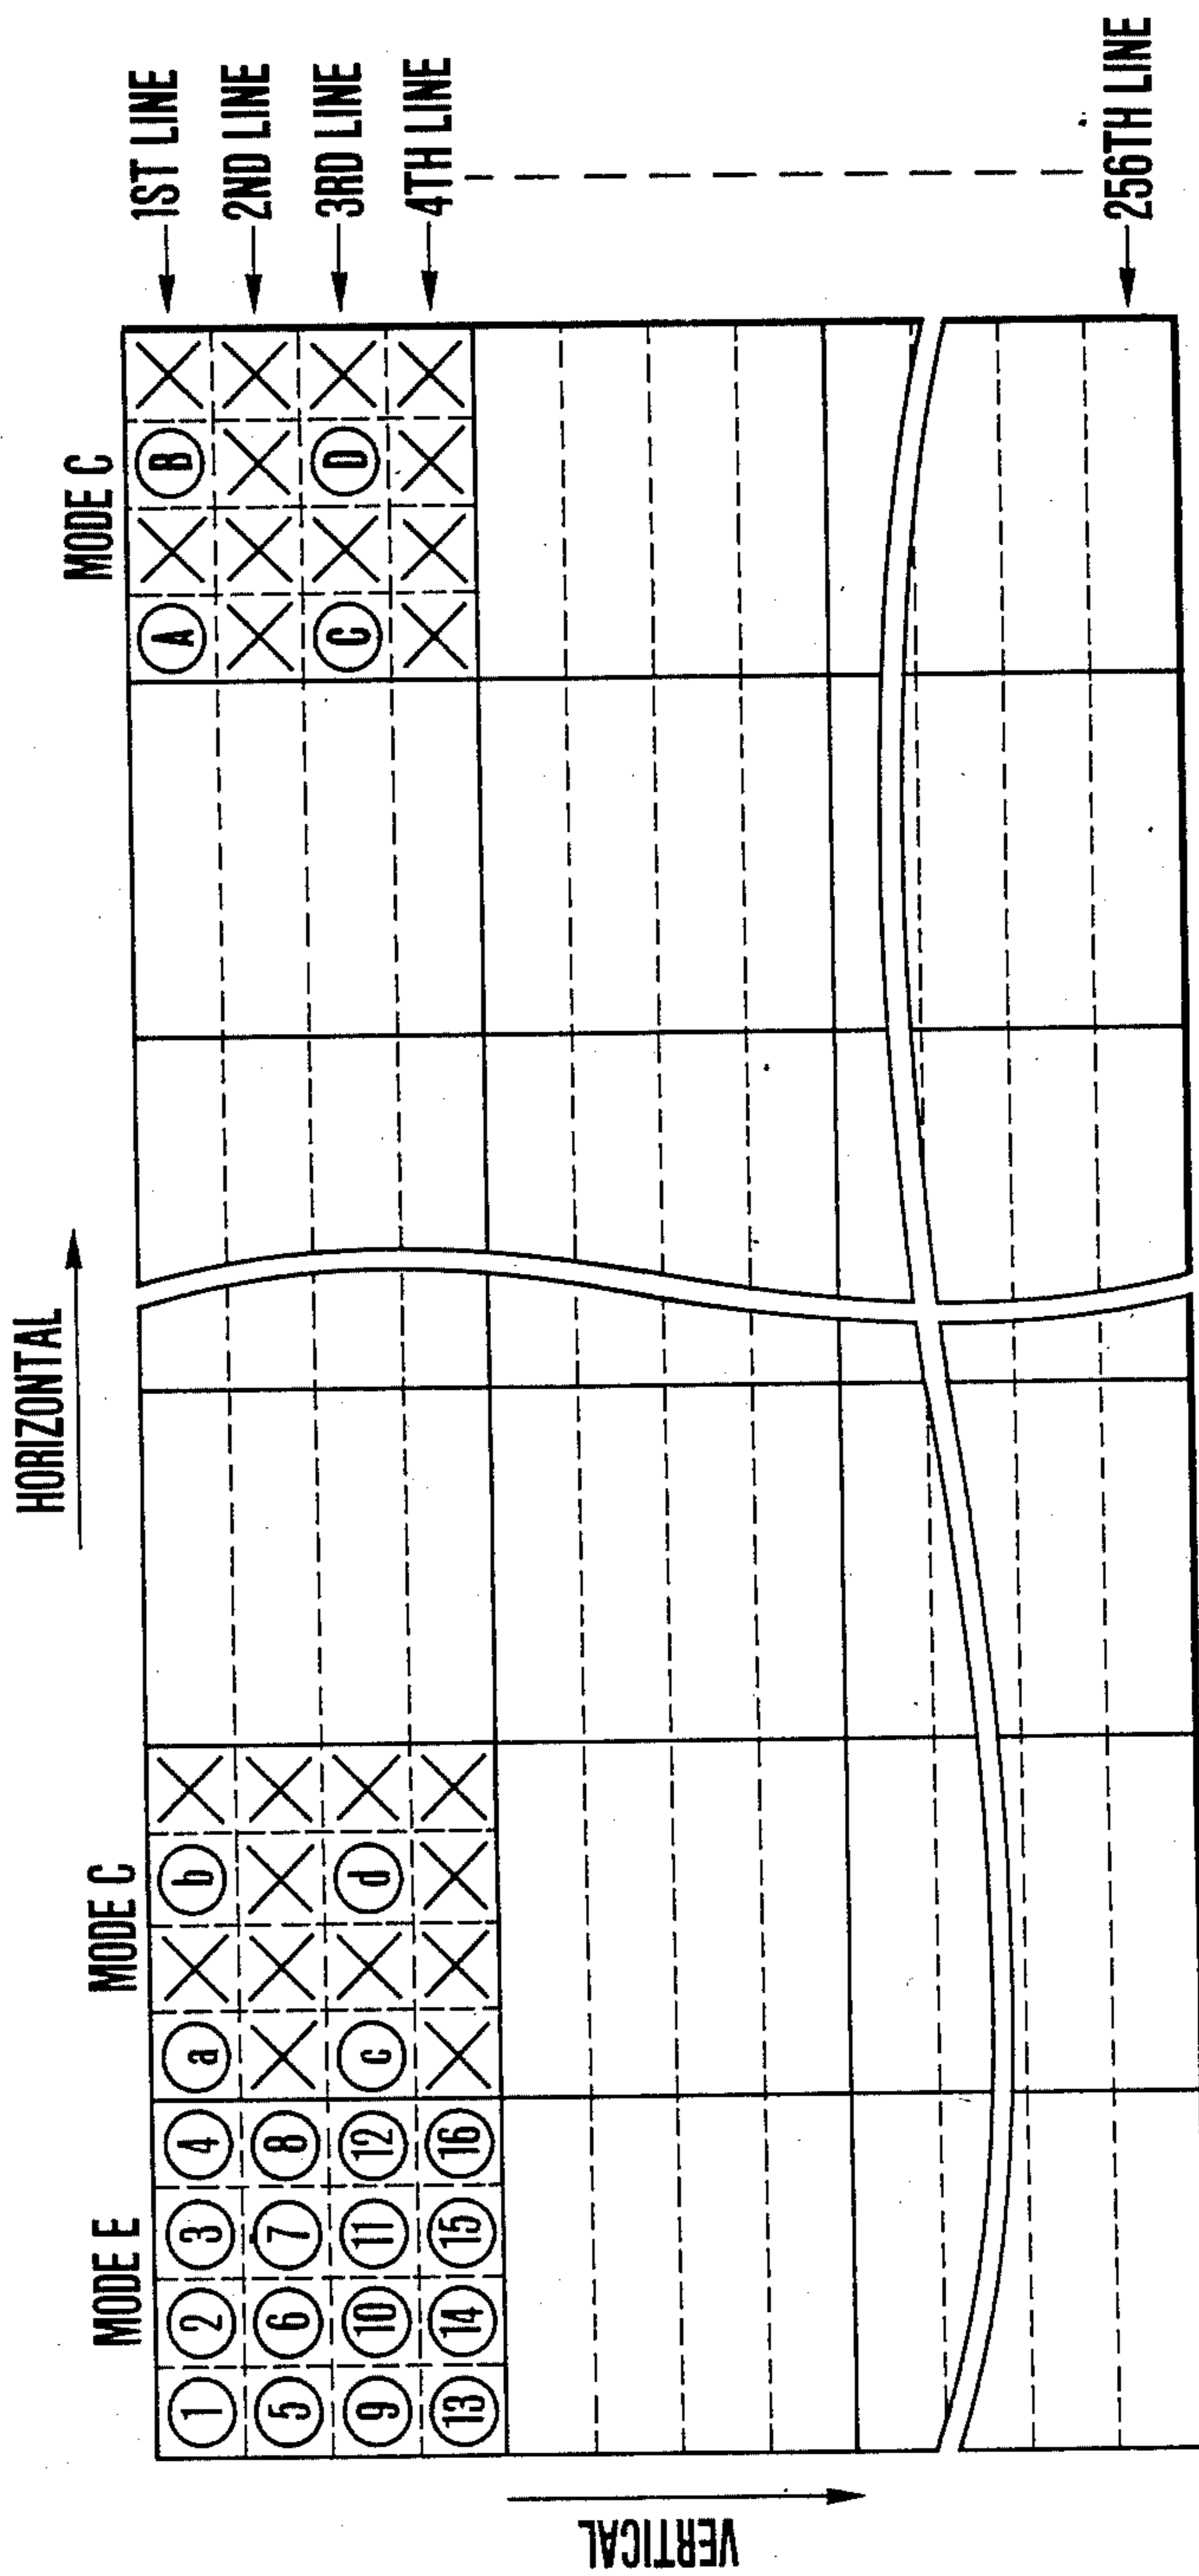 HORIZONTAL
MODE E
MODE C
MODE C
1 2 3 4 a b A B
1ST LINE
5 6 7 8
2ND LINE
9 10 11 12 c d C D
3RD LINE
13 14 15 16
4TH LINE
256TH LINE
VERTICAL